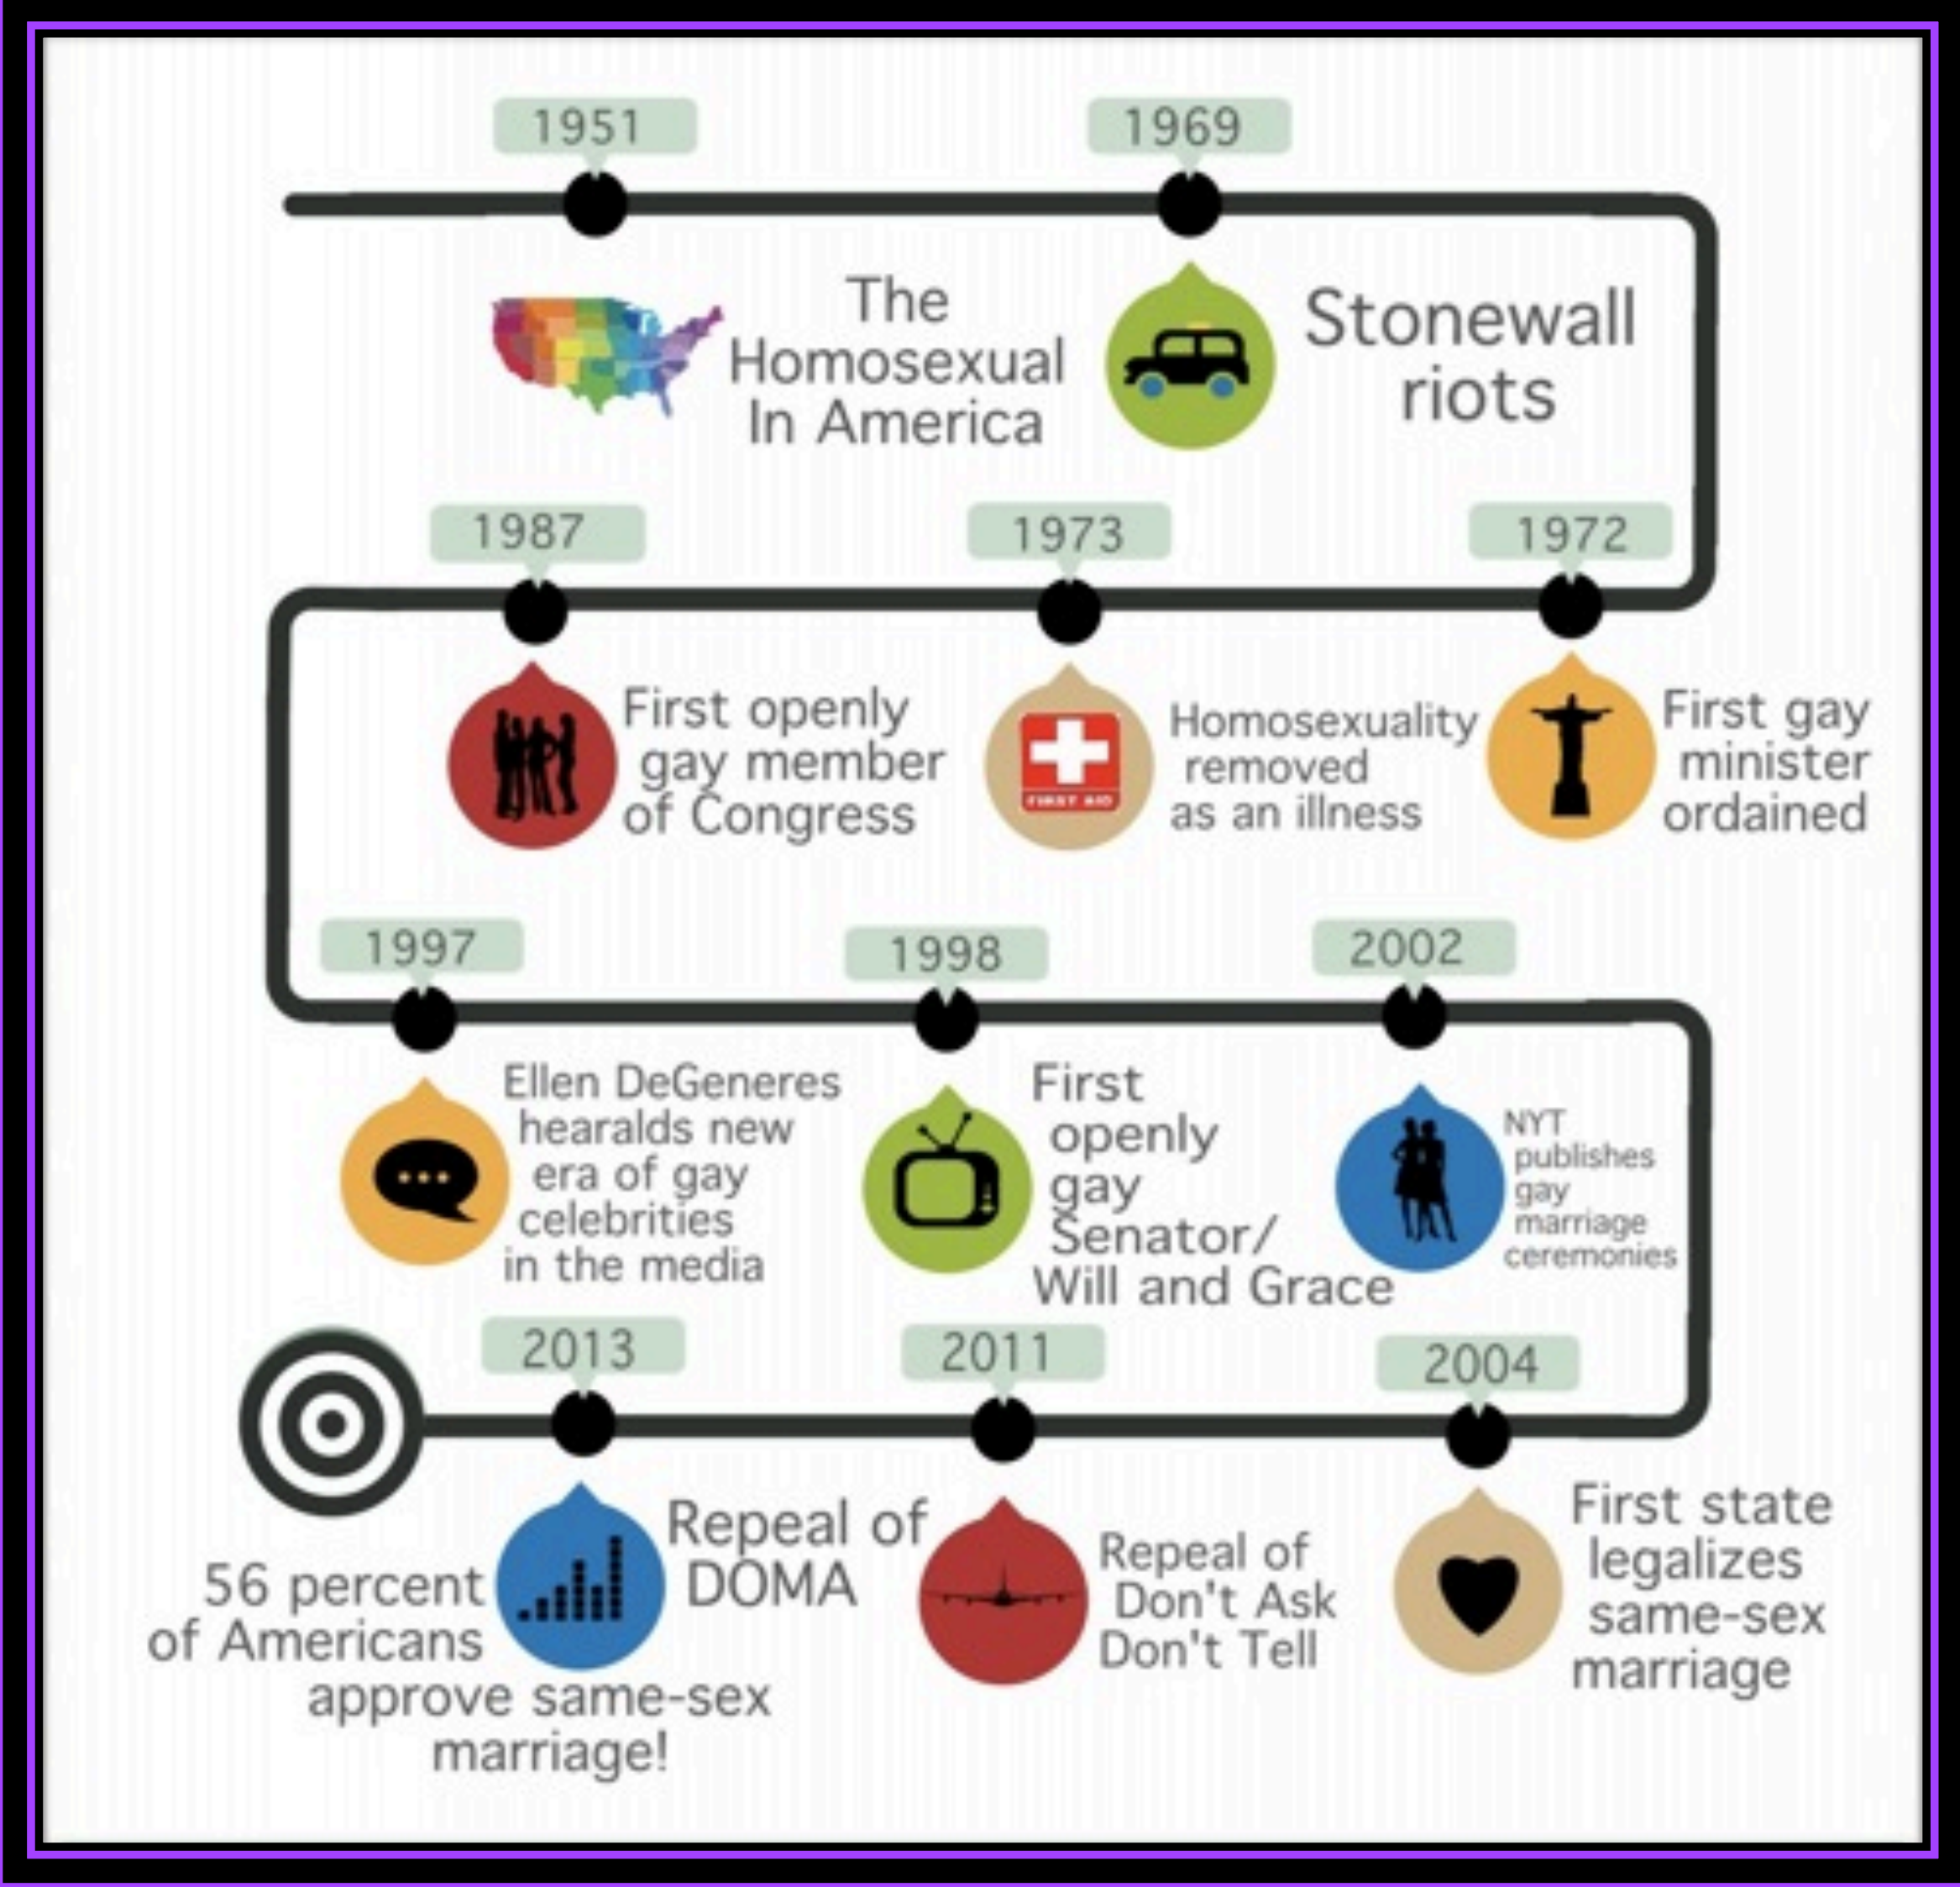 1951
The
Homosexual
In America
1969
Stonewall
riots
1972
First gay
minister
ordained
1973
FIRST AID
Homosexuality
removed
as an illness
1987
First openly
gay member
of Congress
1997
Ellen DeGeneres
hearalds new
era of gay
celebrities
in the media
1998
First
openly
gay
Senator/
Will and Grace
2002
NYT
publishes
gay
marriage
ceremonies
2004
First state
legalizes
same-sex
marriage
2011
Repeal of
Don't Ask
Don't Tell
2013
Repeal of
DOMA
56 percent
of Americans
approve same-sex
marriage!